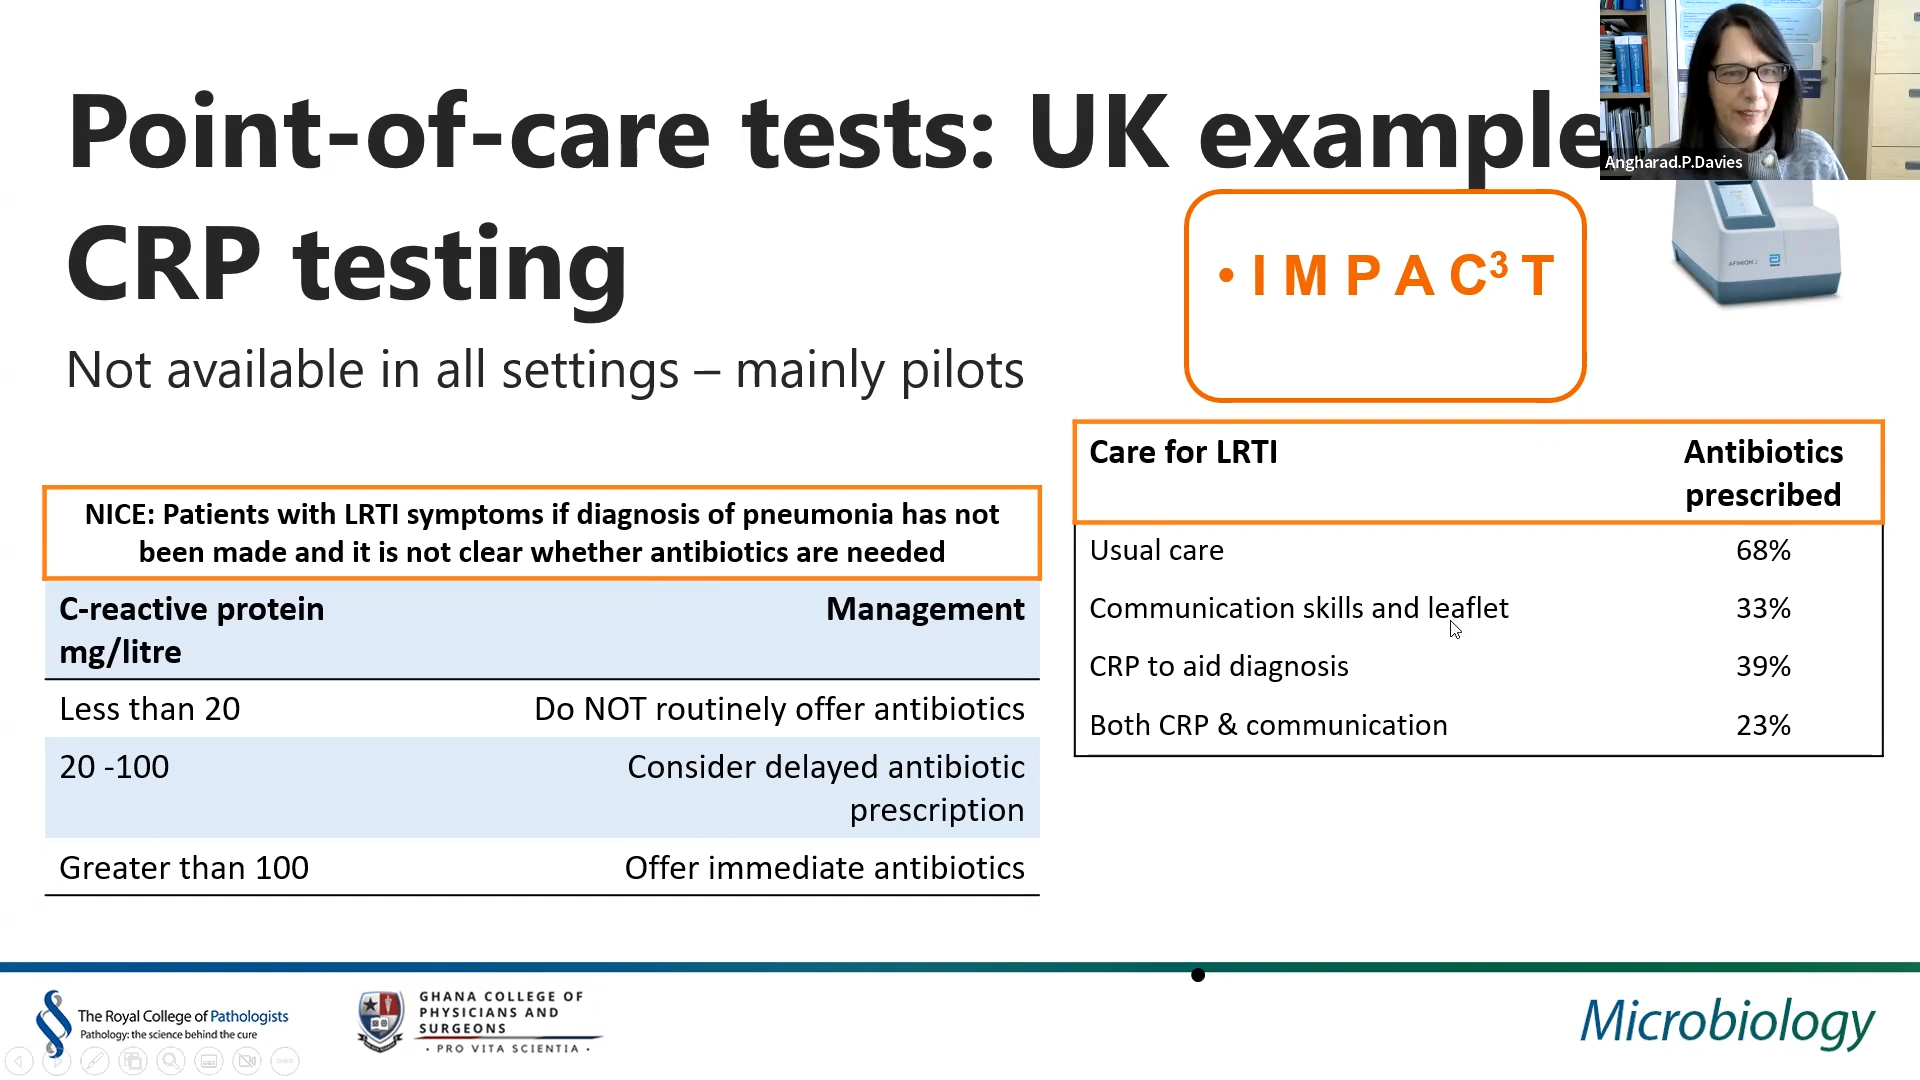 Point-of-care tests: UK example
CRP testing
Not available in all settings – mainly pilots
Angharad.P.Davies
• I M P A C³ T
AFINION 2
NICE: Patients with LRTI symptoms if diagnosis of pneumonia has not
been made and it is not clear whether antibiotics are needed
C-reactive protein Management
mg/litre
Less than 20 Do NOT routinely offer antibiotics
20 -100 Consider delayed antibiotic
prescription
Greater than 100 Offer immediate antibiotics
Care for LRTI Antibiotics
prescribed
Usual care 68%
Communication skills and leaflet 33%
CRP to aid diagnosis 39%
Both CRP & communication 23%
The Royal College of Pathologists
Pathology: the science behind the cure
GHANA COLLEGE OF
PHYSICIANS AND
SURGEONS
• PRO VITA SCIENTIA •
Microbiology